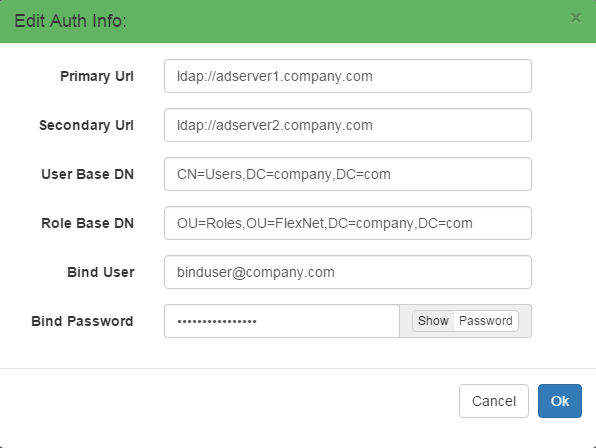 Edit Auth Info: ×
Primary Url ldap://adserver1.company.com
Secondary Url ldap://adserver2.company.com
User Base DN CN=Users,DC=company,DC=com
Role Base DN OU=Roles,OU=FlexNet,DC=company,DC=com
Bind User binduser@company.com
Bind Password •••••••••••••••• Show Password
Cancel Ok